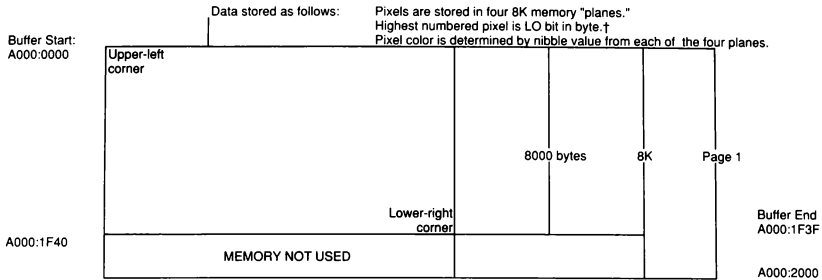 Data stored as follows:
Pixels are stored in four 8K memory "planes."
Highest numbered pixel is LO bit in byte.†
Pixel color is determined by nibble value from each of the four planes.
Buffer Start:
A000:0000
Upper-left
corner
8000 bytes
8K
Page 1
Lower-right
corner
Buffer End
A000:1F3F
A000:1F40
MEMORY NOT USED
A000:2000